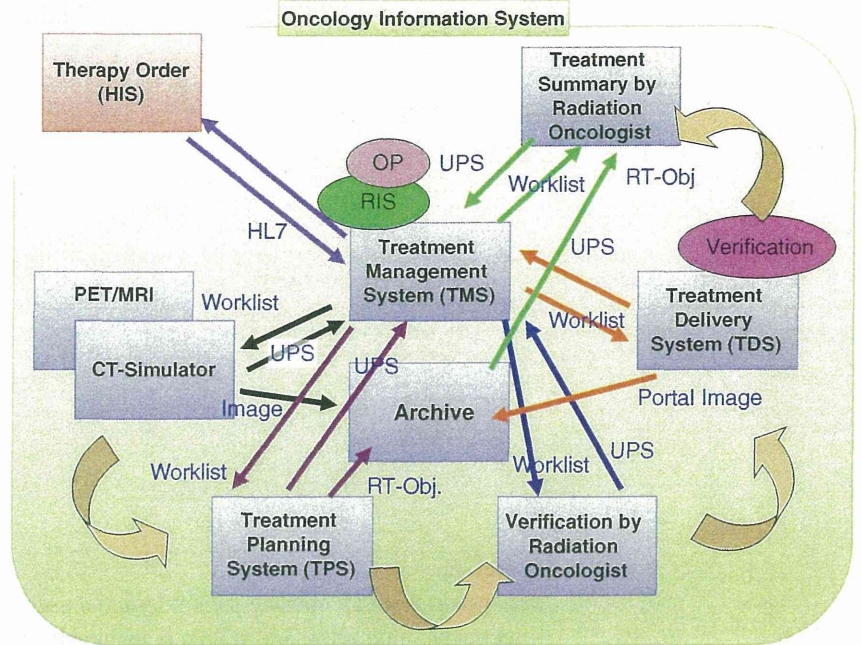 Oncology Information System
Therapy Order
(HIS)
Treatment
Summary by
Radiation
Oncologist
OP
UPS
RIS
Worklist
RT-Obj
HL7
Treatment
Management
System (TMS)
UPS
Verification
PET/MRI
Worklist
Treatment
Delivery
System (TDS)
Worklist
UPS
CT-Simulator
UPS
Image
Archive
Portal Image
Worklist
RT-Obj.
Worklist
UPS
Treatment
Planning
System (TPS)
Verification by
Radiation
Oncologist